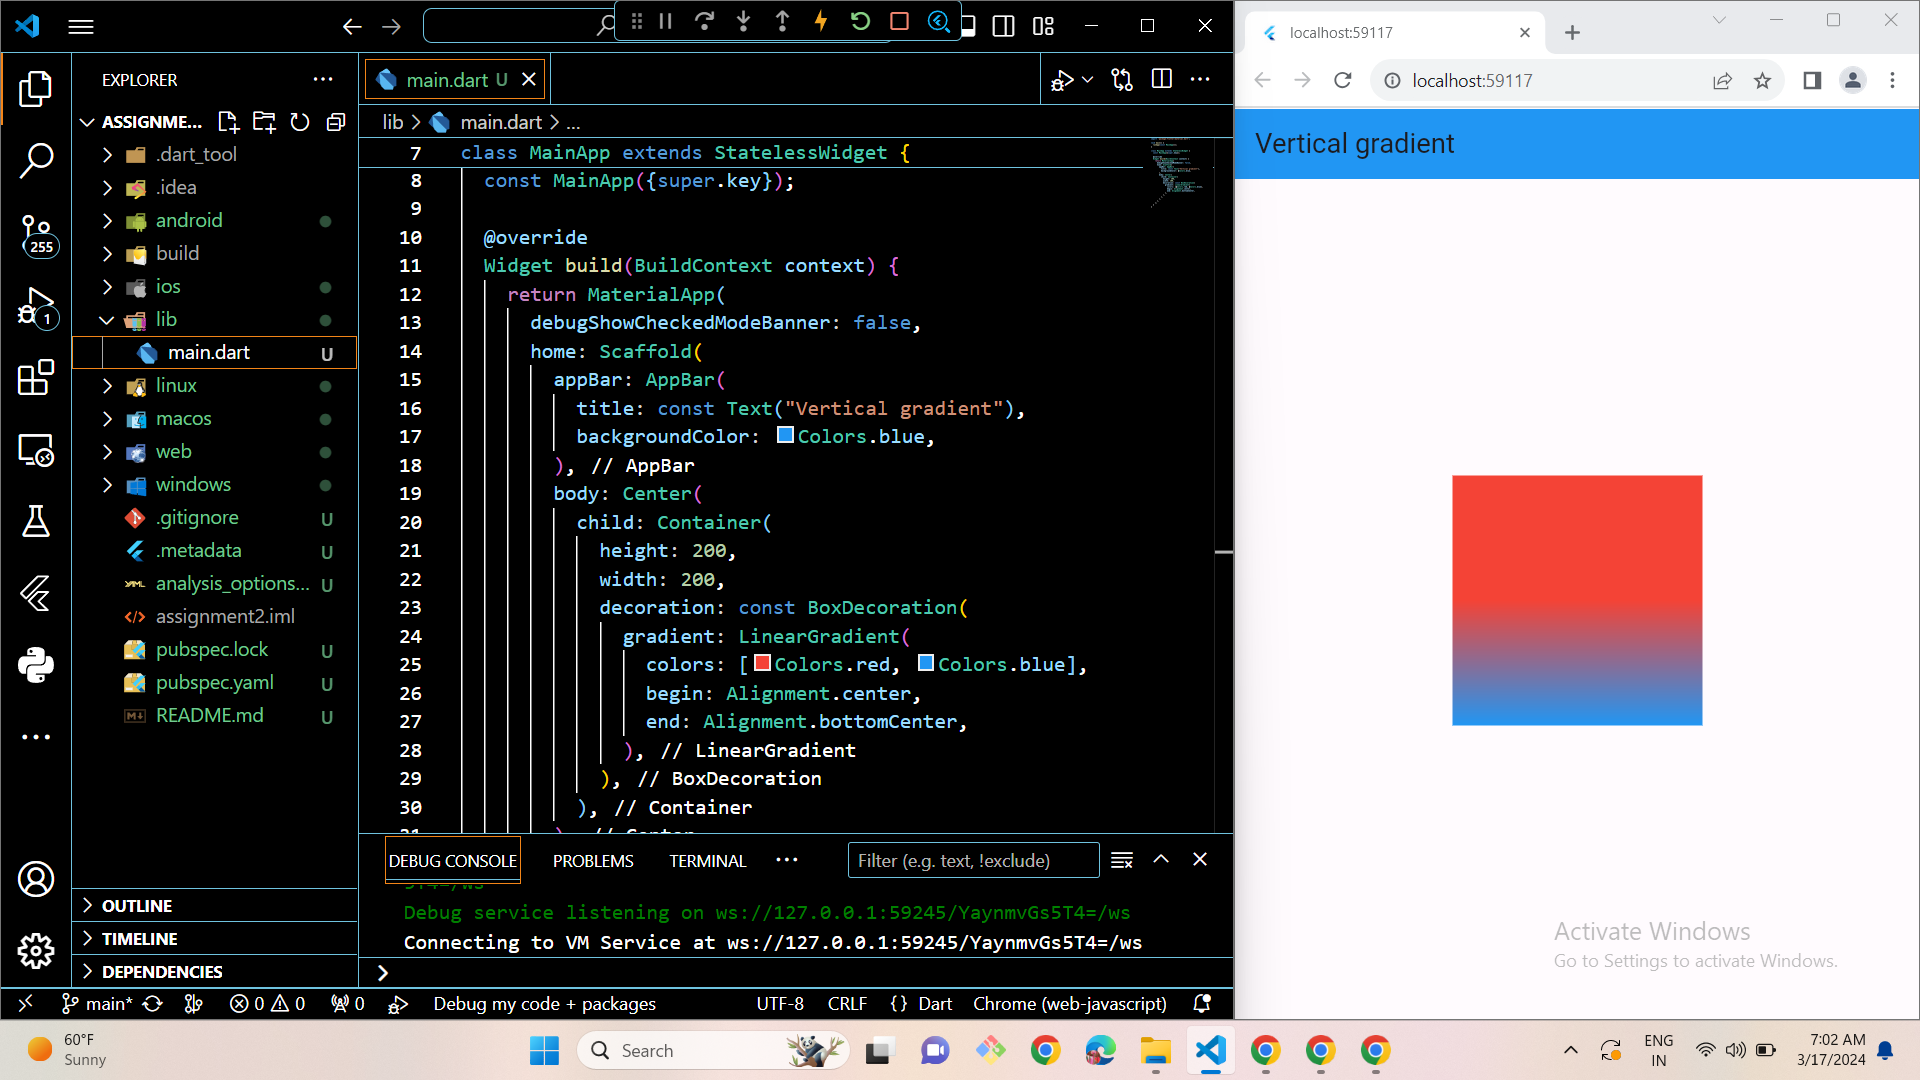 localhost:59117
localhost:59117
Vertical gradient
EXPLORER
main.dart U
ASSIGNME...
lib > main.dart > ...
.dart_tool
.idea
android
build
ios
lib
main.dart U
linux
macos
web
windows
.gitignore U
.metadata U
analysis_options... U
assignment2.iml
pubspec.lock U
pubspec.yaml U
README.md U
255
1
OUTLINE
TIMELINE
DEPENDENCIES
7 class MainApp extends StatelessWidget {
8 const MainApp({super.key});
9
10 @override
11 Widget build(BuildContext context) {
12 return MaterialApp(
13 debugShowCheckedModeBanner: false,
14 home: Scaffold(
15 appBar: AppBar(
16 title: const Text("Vertical gradient"),
17 backgroundColor: Colors.blue,
18 ), // AppBar
19 body: Center(
20 child: Container(
21 height: 200,
22 width: 200,
23 decoration: const BoxDecoration(
24 gradient: LinearGradient(
25 colors: [Colors.red, Colors.blue],
26 begin: Alignment.center,
27 end: Alignment.bottomCenter,
28 ), // LinearGradient
29 ), // BoxDecoration
30 ), // Container
31 ), // Center
DEBUG CONSOLE PROBLEMS TERMINAL ... Filter (e.g. text, !exclude)
5T4=/ws
Debug service listening on ws://127.0.0.1:59245/YaynmvGs5T4=/ws
Connecting to VM Service at ws://127.0.0.1:59245/YaynmvGs5T4=/ws
main* 0 0 0 Debug my code + packages UTF-8 CRLF {} Dart Chrome (web-javascript)
Activate Windows
Go to Settings to activate Windows.
60°F
Sunny
Search
ENG
IN
7:02 AM
3/17/2024